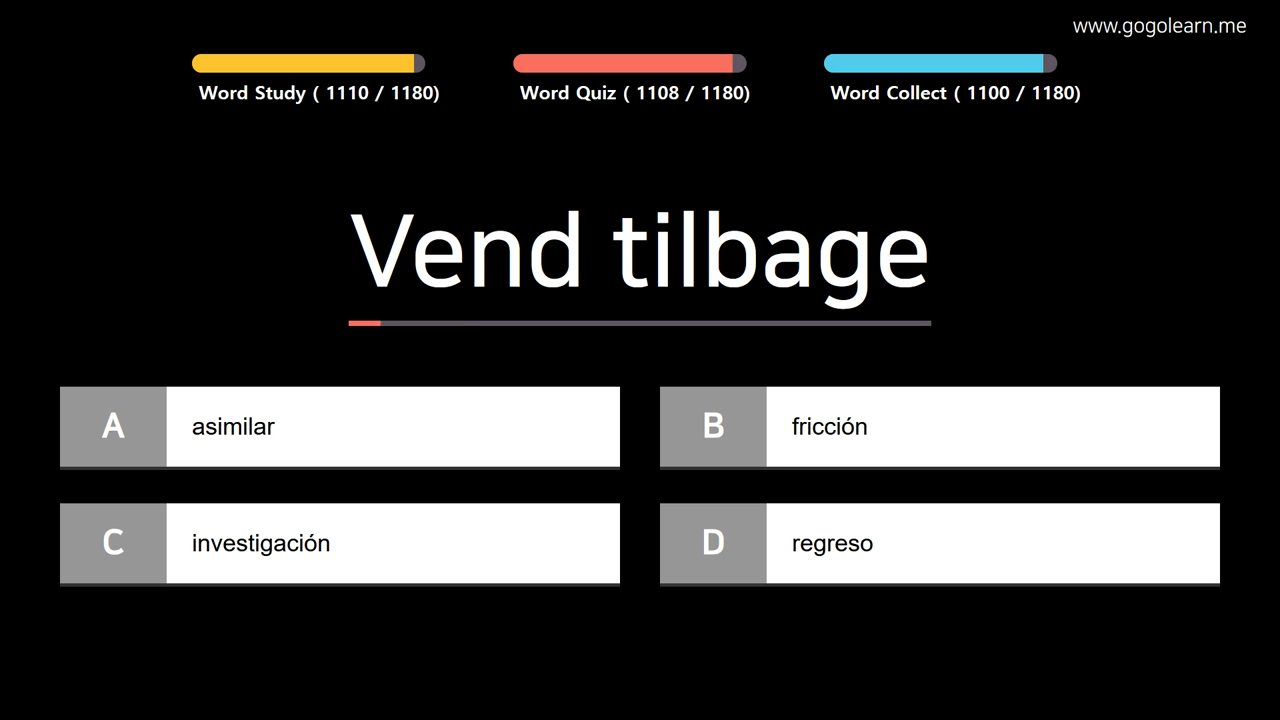 www.gogolearn.me
Word Study ( 1110 / 1180)
Word Quiz ( 1108 / 1180)
Word Collect ( 1100 / 1180)
Vend tilbage
A asimilar
B fricción
C investigación
D regreso